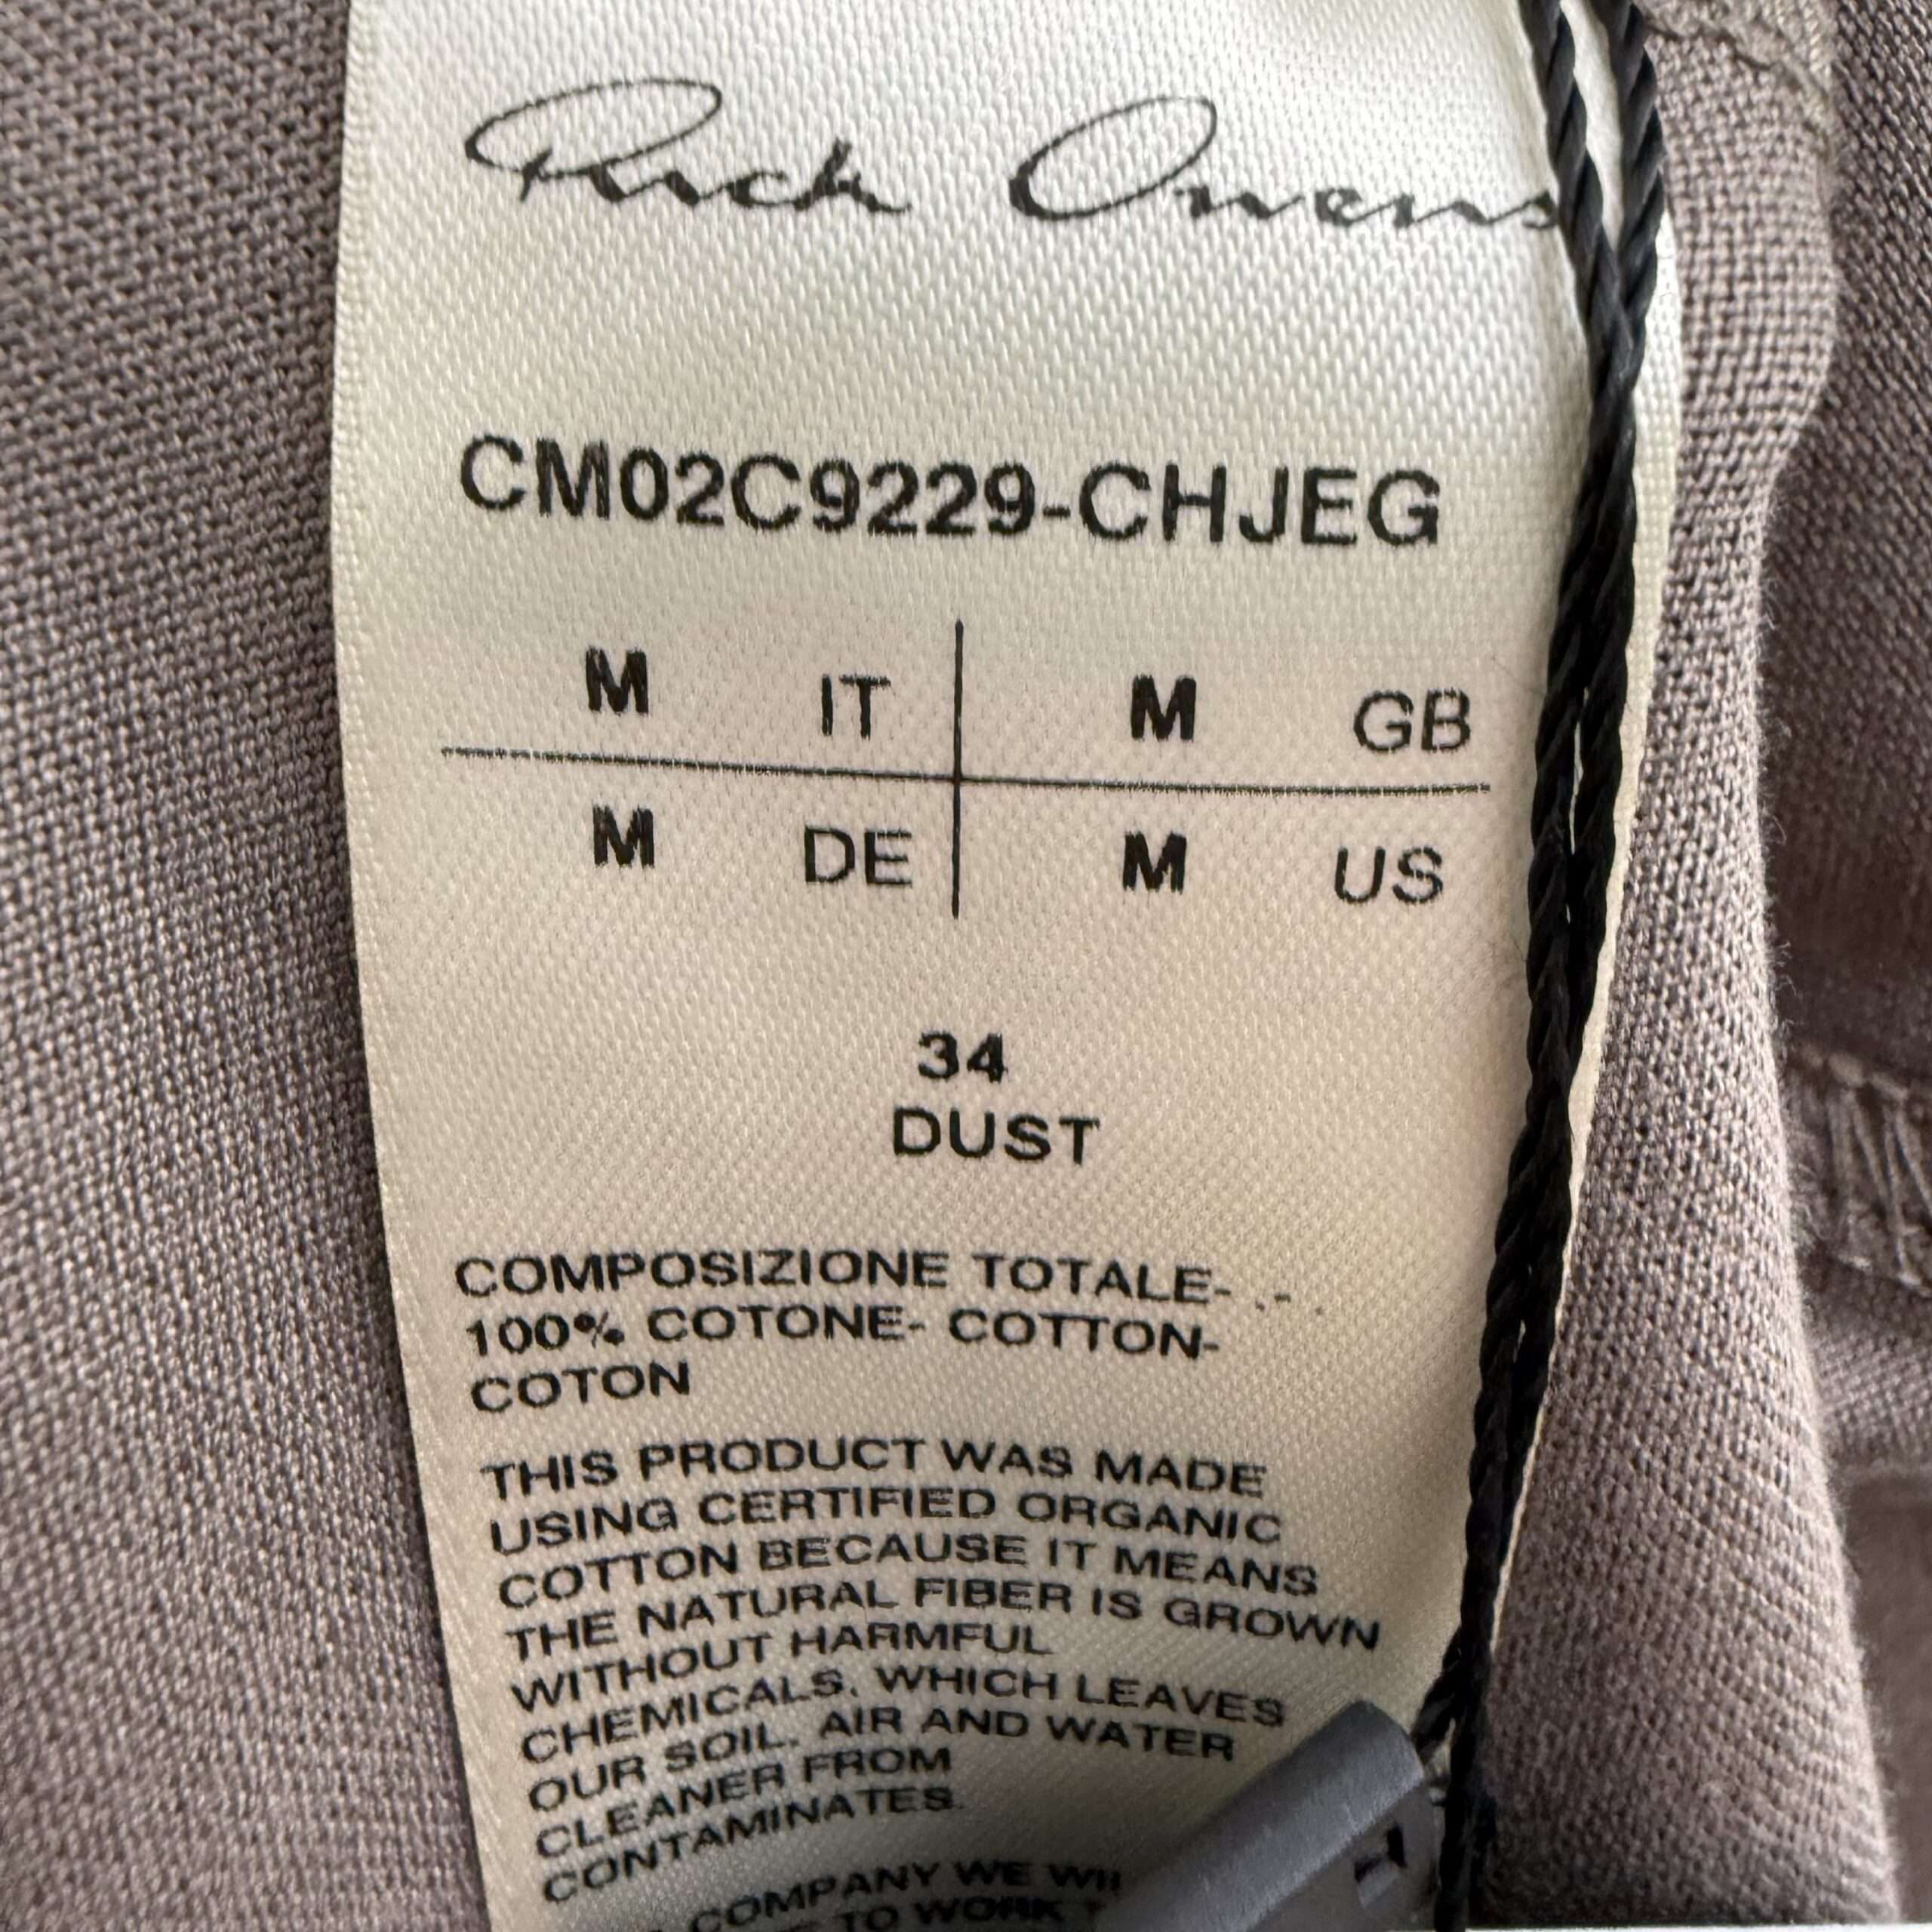 Rick Owens
CM02C9229-CHJEG
M IT M GB
M DE M US
34
DUST
COMPOSIZIONE TOTALE- .- .
100% COTONE- COTTON-
COTON
THIS PRODUCT WAS MADE
USING CERTIFIED ORGANIC
COTTON BECAUSE IT MEANS
THE NATURAL FIBER IS GROWN
WITHOUT HARMFUL
CHEMICALS, WHICH LEAVES
OUR SOIL, AIR AND WATER
CLEANER FROM
CONTAMINATES.
COMPANY WE
TO WORK